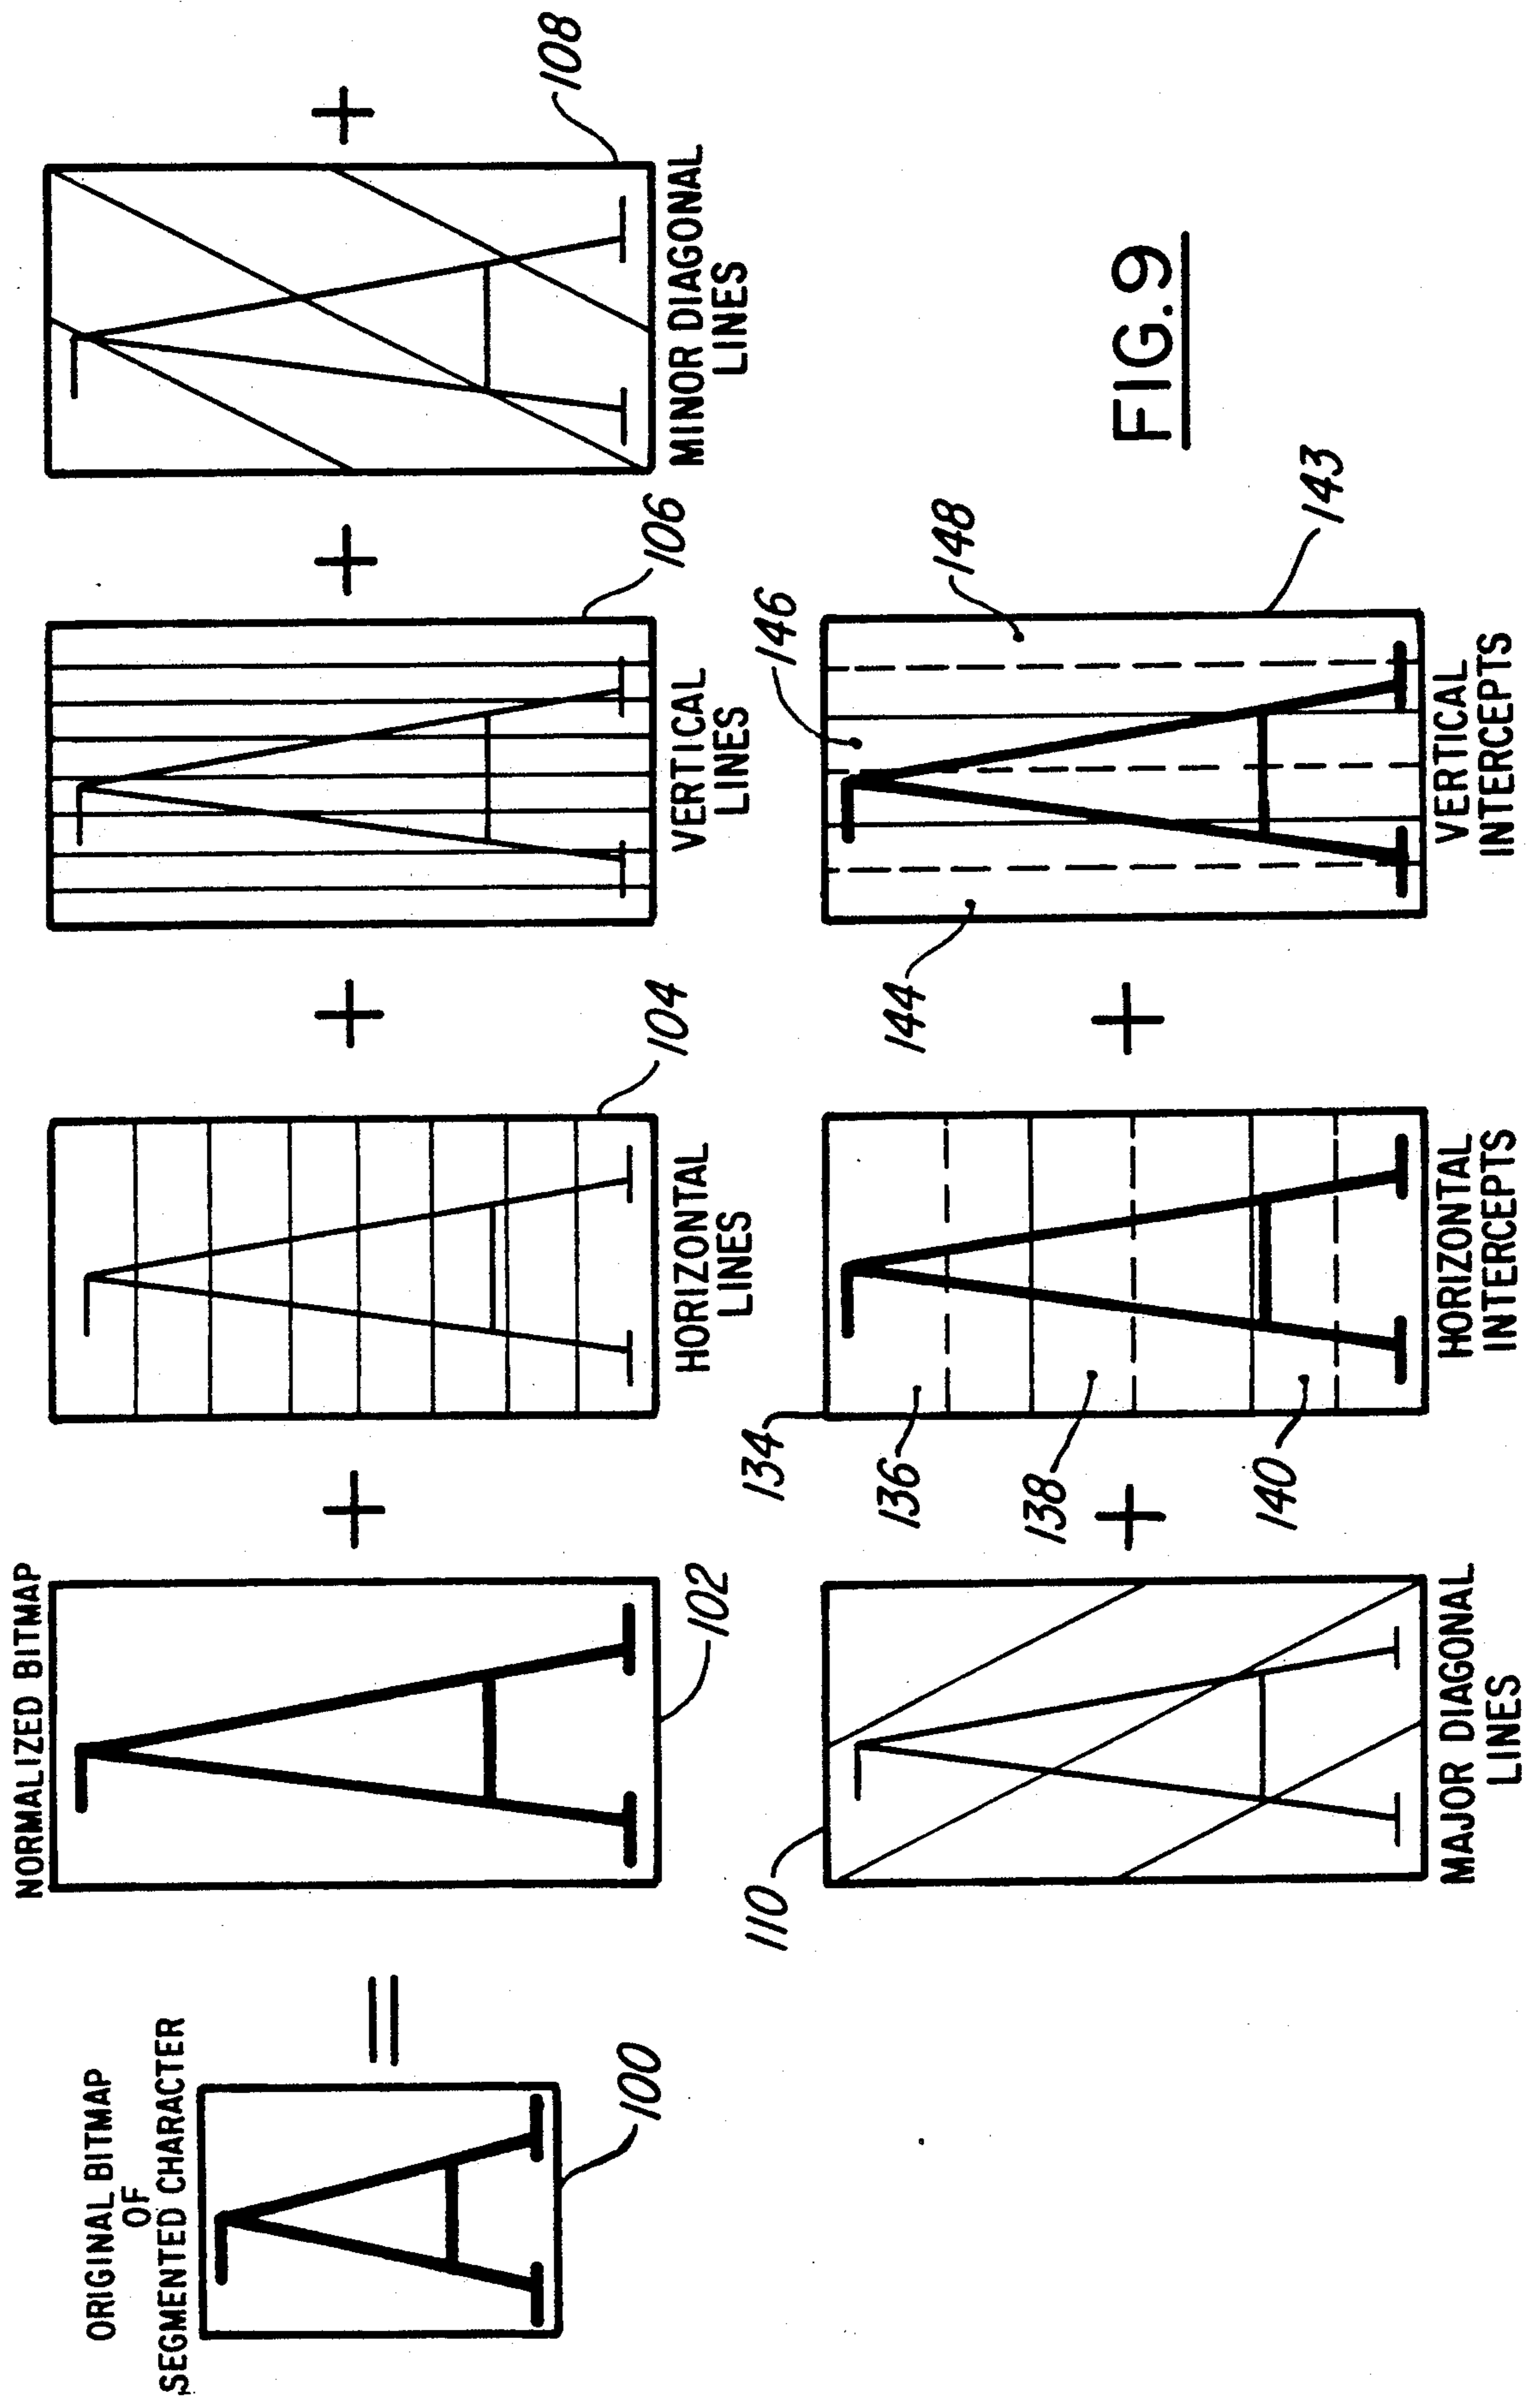 ORIGINAL BITMAP
OF
SEGMENTED CHARACTER
100
=
NORMALIZED BITMAP
102
+
HORIZONTAL
LINES
104
+
VERTICAL
LINES
106
+
MINOR DIAGONAL
LINES
108
+
110
MAJOR DIAGONAL
LINES
+
134
136
138
140
HORIZONTAL
INTERCEPTS
+
144
146
148
143
VERTICAL
INTERCEPTS
FIG.9